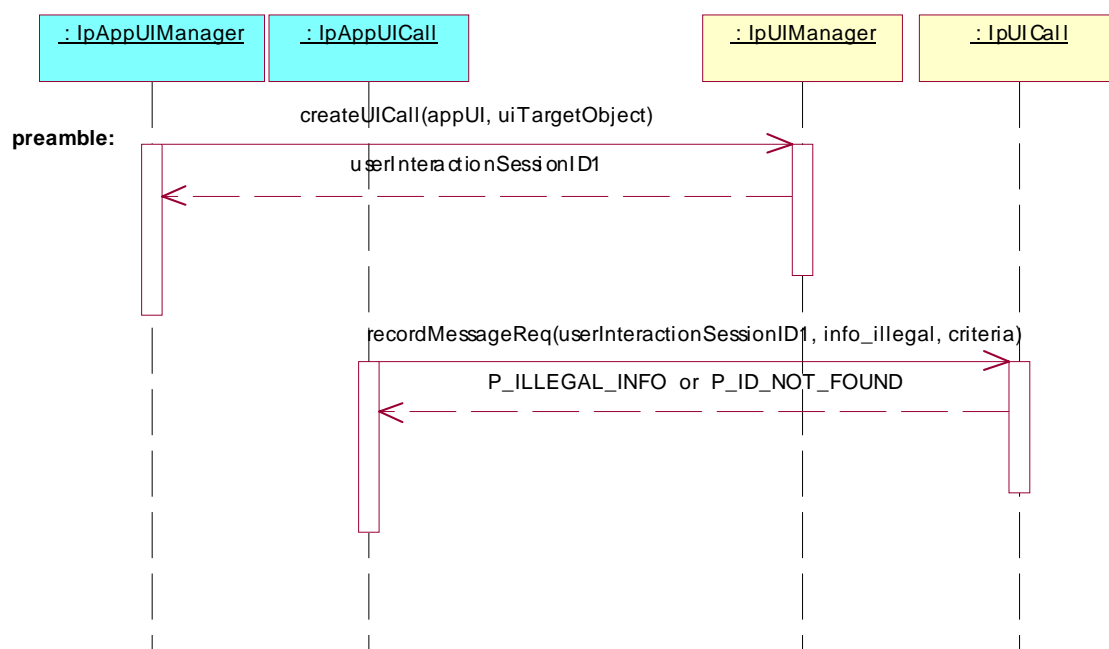 : IpAppUIManager
: IpAppUICall
: IpUIManager
: IpUICall
createUICall(appUI, uiTargetObject)
preamble:
userInteractionSessionID1
recordMessageReq(userInteractionSessionID1, info_illegal, criteria)
P_ILLEGAL_INFO or P_ID_NOT_FOUND